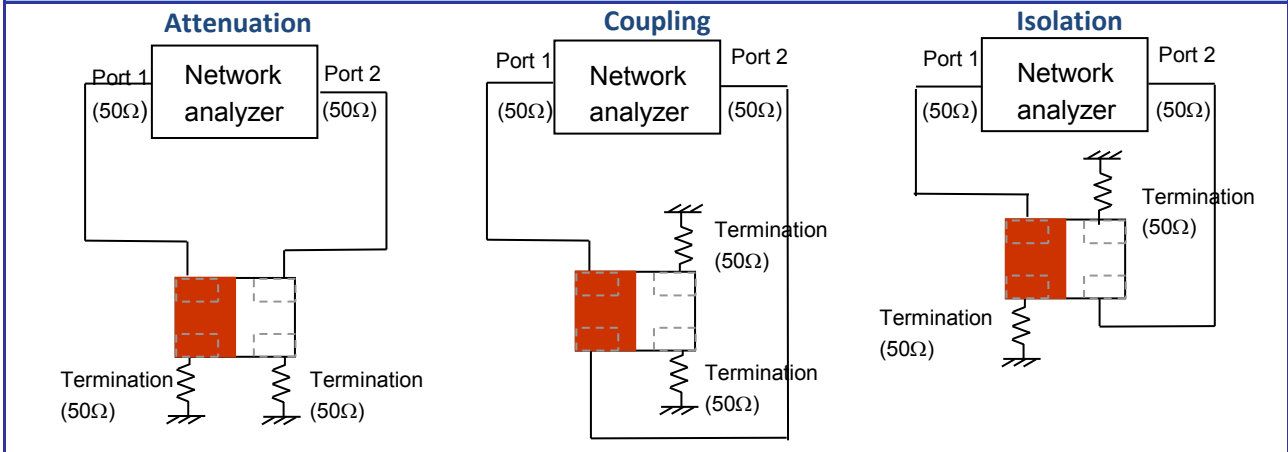 Attenuation
Port 1
(50Ω)
Network
analyzer
Port 2
(50Ω)
Termination
(50Ω)
Termination
(50Ω)
Coupling
Port 1
(50Ω)
Network
analyzer
Port 2
(50Ω)
Termination
(50Ω)
Termination
(50Ω)
Isolation
Port 1
(50Ω)
Network
analyzer
Port 2
(50Ω)
Termination
(50Ω)
Termination
(50Ω)